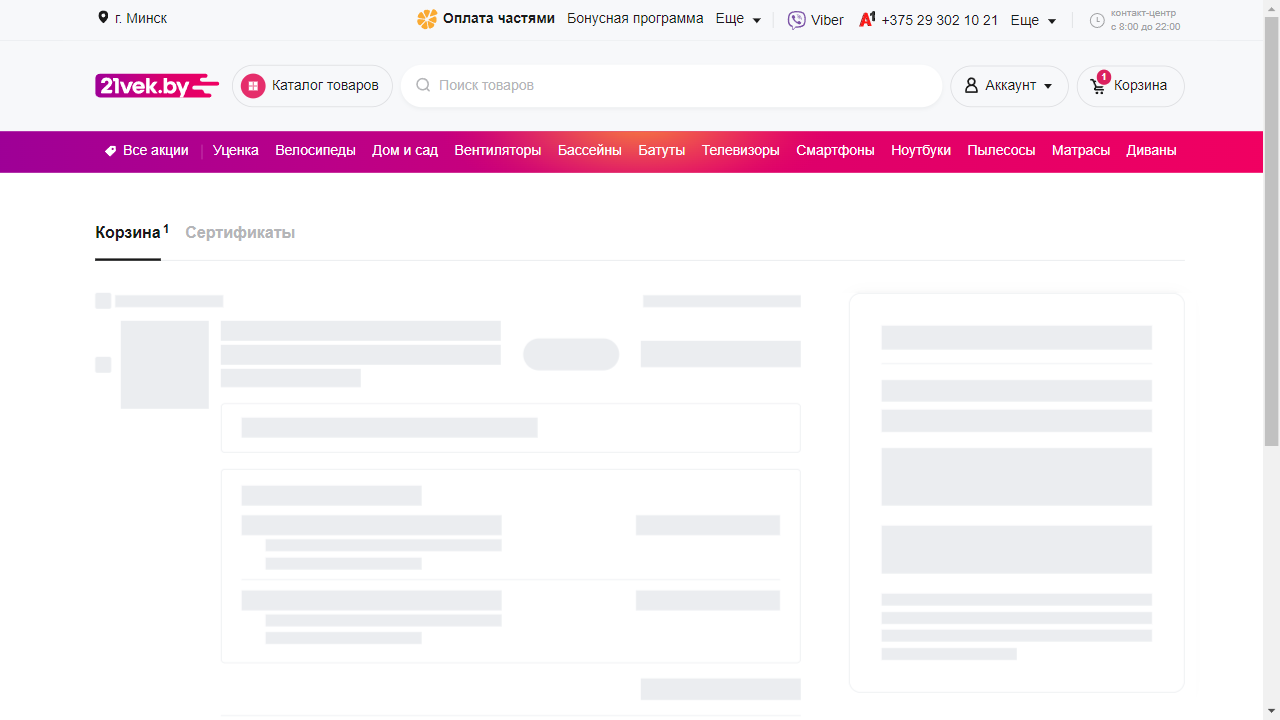 г. Минск
Оплата частями Бонусная программа Еще
Viber
A1 +375 29 302 10 21 Еще
контакт-центр
с 8:00 до 22:00
21vek.by
Каталог товаров
Поиск товаров
Аккаунт
1
Корзина
Все акции Уценка Велосипеды Дом и сад Вентиляторы Бассейны Батуты Телевизоры Смартфоны Ноутбуки Пылесосы Матрасы Диваны
Корзина 1 Сертификаты